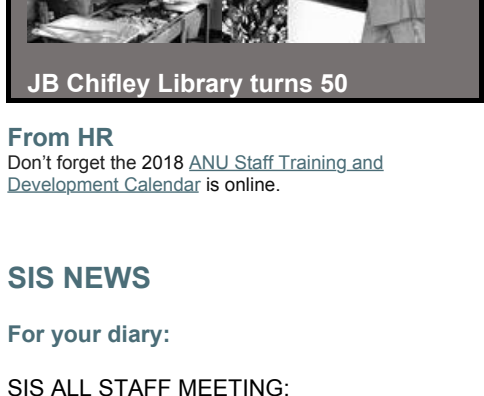 JB Chifley Library turns 50
From HR
Don't forget the 2018 ANU Staff Training and
Development Calendar is online.
SIS NEWS
For your diary:
SIS ALL STAFF MEETING: